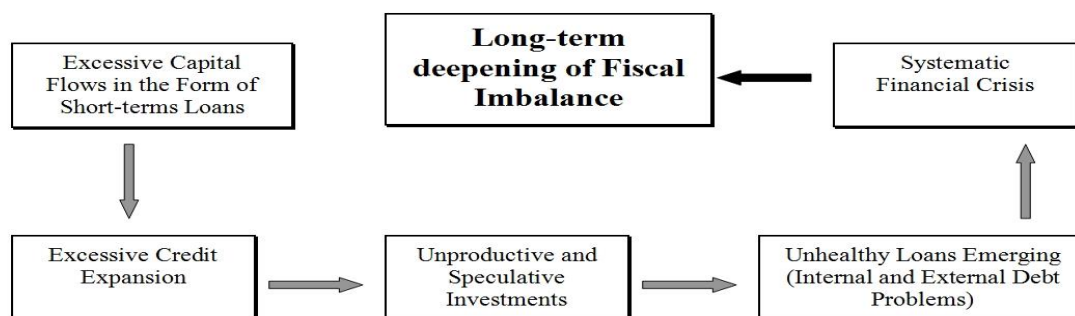 Excessive Capital
Flows in the Form of
Short-terms Loans
Long-term
deepening of Fiscal
Imbalance
Systematic
Financial Crisis
Excessive Credit
Expansion
Unproductive and
Speculative
Investments
Unhealthy Loans Emerging
(Internal and External Debt
Problems)